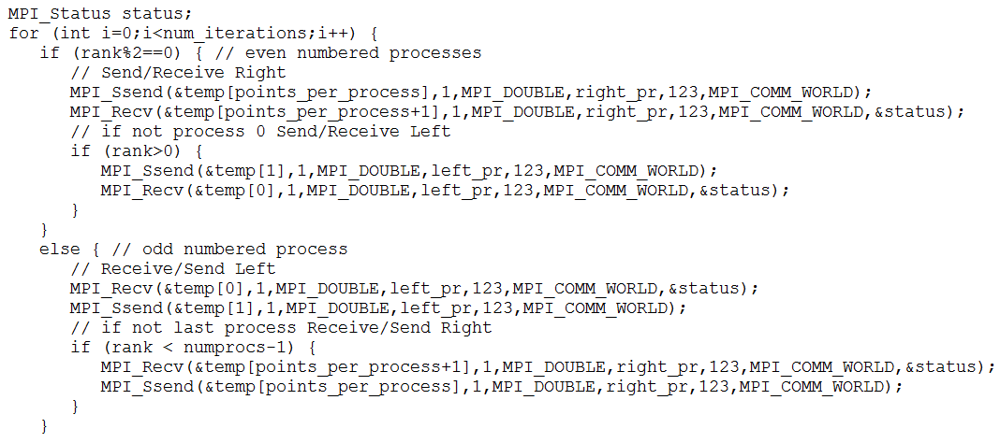 MPI_Status status;
for (int i=0;i<num_iterations;i++) {
   if (rank%2==0) { // even numbered processes
      // Send/Receive Right
      MPI_Ssend(&temp[points_per_process],1,MPI_DOUBLE,right_pr,123,MPI_COMM_WORLD);
      MPI_Recv(&temp[points_per_process+1],1,MPI_DOUBLE,right_pr,123,MPI_COMM_WORLD,&status);
      // if not process 0 Send/Receive Left
      if (rank>0) {
         MPI_Ssend(&temp[1],1,MPI_DOUBLE,left_pr,123,MPI_COMM_WORLD);
         MPI_Recv(&temp[0],1,MPI_DOUBLE,left_pr,123,MPI_COMM_WORLD,&status);
      }
   }
   else { // odd numbered process
      // Receive/Send Left
      MPI_Recv(&temp[0],1,MPI_DOUBLE,left_pr,123,MPI_COMM_WORLD,&status);
      MPI_Ssend(&temp[1],1,MPI_DOUBLE,left_pr,123,MPI_COMM_WORLD);
      // if not last process Receive/Send Right
      if (rank < numprocs-1) {
         MPI_Recv(&temp[points_per_process+1],1,MPI_DOUBLE,right_pr,123,MPI_COMM_WORLD,&status);
         MPI_Ssend(&temp[points_per_process],1,MPI_DOUBLE,right_pr,123,MPI_COMM_WORLD);
      }
   }